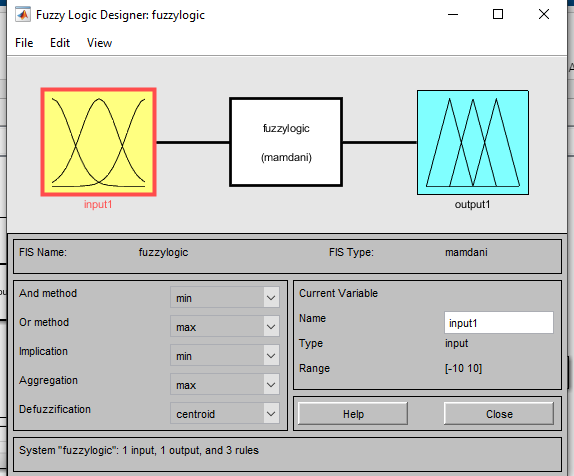 Fuzzy Logic Designer: fuzzylogic
File Edit View
fuzzylogic
(mamdani)
input1
output1
FIS Name: fuzzylogic FIS Type: mamdani
And method min
Or method max
Implication min
Aggregation max
Defuzzification centroid
Current Variable
Name input1
Type input
Range [-10 10]
Help Close
System "fuzzylogic": 1 input, 1 output, and 3 rules